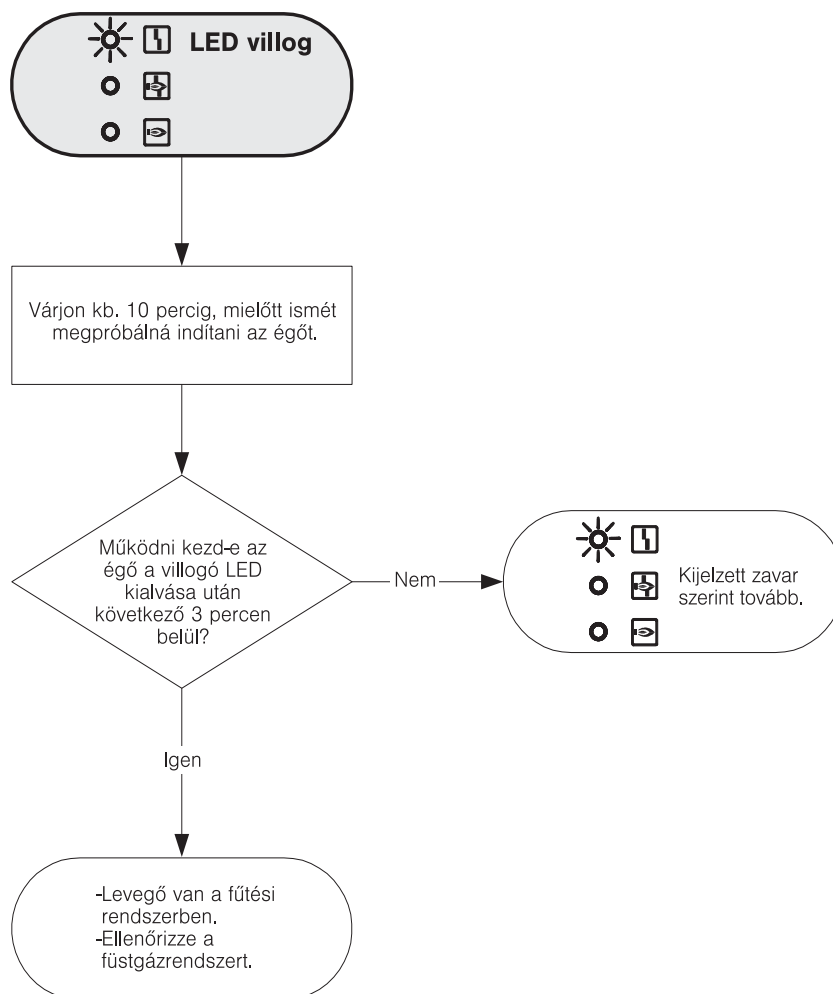 LED villog
Várjon kb. 10 percig, mielőtt ismét
megpróbálná indítani az égőt.
Működni kezd-e az
égő a villogó LED
kialvása után
következő 3 percen
belül?
Nem
Kijelzett zavar
szerint tovább.
Igen
-Levegő van a fűtési
rendszerben.
-Ellenőrizze a
füstgázrendszert.